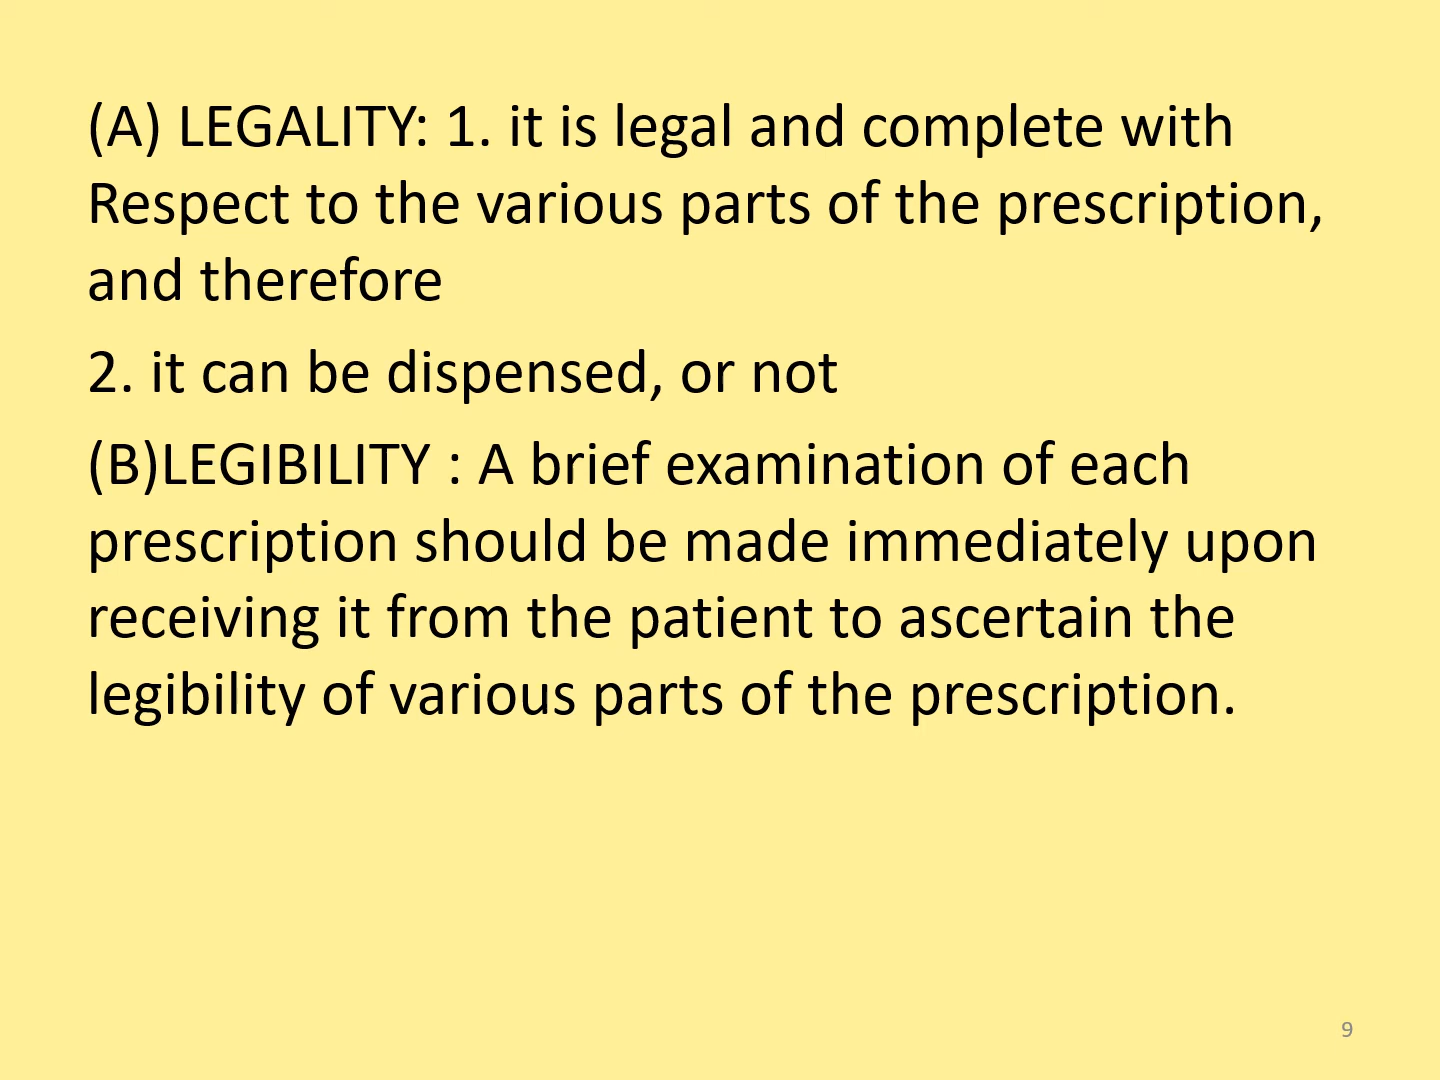 (A) LEGALITY: 1. it is legal and complete with
Respect to the various parts of the prescription,
and therefore
2. it can be dispensed, or not
(B)LEGIBILITY : A brief examination of each
prescription should be made immediately upon
receiving it from the patient to ascertain the
legibility of various parts of the prescription.
9